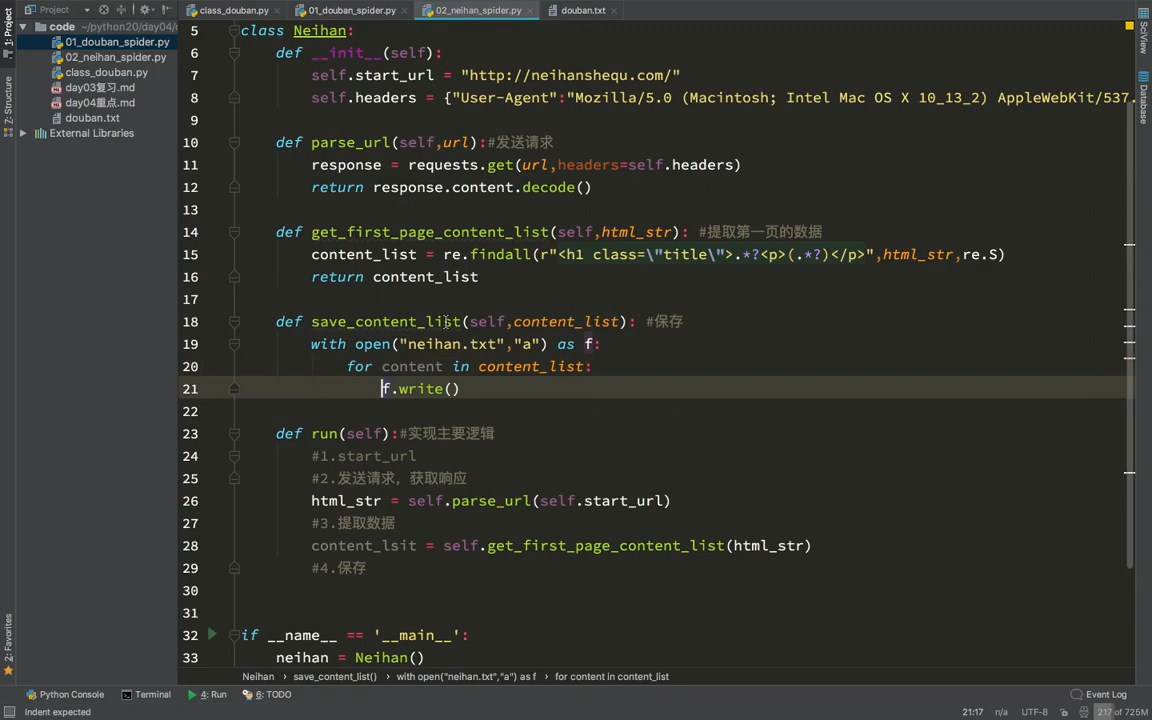 Project
class_douban.py
01_douban_spider.py
02_neihan_spider.py
douban.txt
1: Project
2: Structure
2: Favorites
SciView
Database
code ~/python20/day04/
01_douban_spider.py
02_neihan_spider.py
class_douban.py
day03复习.md
day04重点.md
douban.txt
External Libraries
5 class Neihan:
6 def __init__(self):
7 self.start_url = "http://neihanshequ.com/"
8 self.headers = {"User-Agent":"Mozilla/5.0 (Macintosh; Intel Mac OS X 10_13_2) AppleWebKit/537.
9
10 def parse_url(self,url):#发送请求
11 response = requests.get(url,headers=self.headers)
12 return response.content.decode()
13
14 def get_first_page_content_list(self,html_str): #提取第一页的数据
15 content_list = re.findall(r"<h1 class=\"title\">.*?<p>(.*?)</p>",html_str,re.S)
16 return content_list
17
18 def save_content_list(self,content_list): #保存
19 with open("neihan.txt","a") as f:
20 for content in content_list:
21 f.write()
22
23 def run(self):#实现主要逻辑
24 #1.start_url
25 #2.发送请求，获取响应
26 html_str = self.parse_url(self.start_url)
27 #3.提取数据
28 content_lsit = self.get_first_page_content_list(html_str)
29 #4.保存
30
31
32 if __name__ == '__main__':
33 neihan = Neihan()
Neihan
save_content_list()
with open("neihan.txt","a") as f
for content in content_list
Python Console
Terminal
4: Run
6: TODO
Event Log
Indent expected
21:17
n/a
UTF-8
217 of 725M